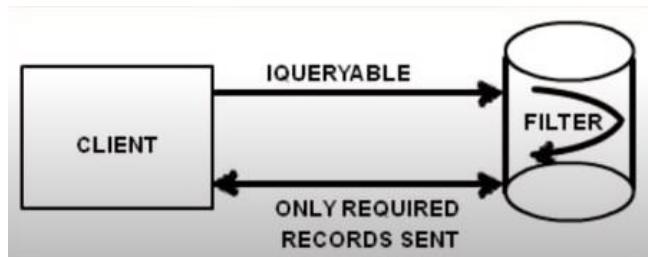 IQUERYABLE
CLIENT
FILTER
ONLY REQUIRED
RECORDS SENT